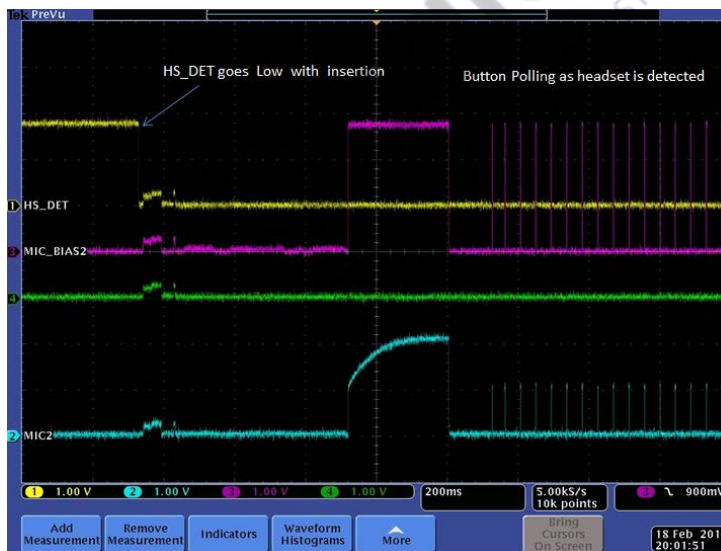 Tek PreVu
HS_DET goes Low with insertion
Button Polling as headset is detected
1 HS_DET
3 MIC_BIAS2
4
2 MIC2
1 1.00 V 2 1.00 V 3 1.00 V 4 1.00 V
200ms
5.00kS/s
10k points
3 900mV
Add Measurement
Remove Measurement
Indicators
Waveform Histograms
More
Bring Cursors On Screen
18 Feb 201
20:01:51